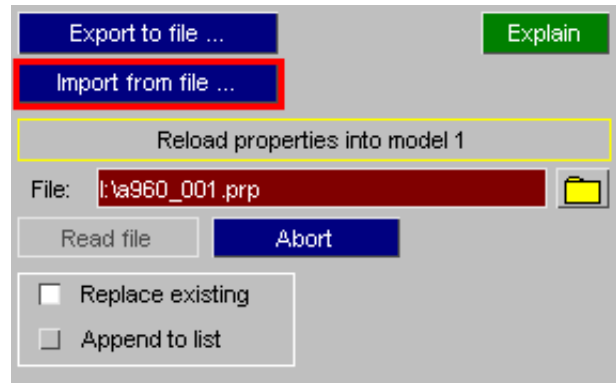 Export to file ...
Explain
Import from file ...
Reload properties into model 1
File: I:\a960_001.prp
Read file
Abort
Replace existing
Append to list